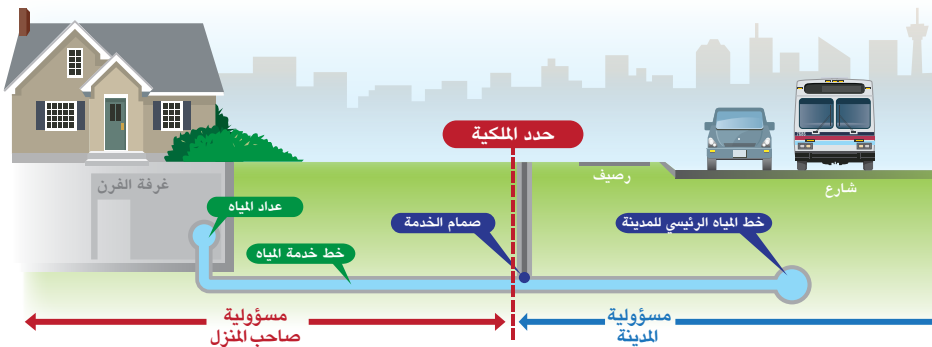 حدد الملكية
غرفة الفرن
رصيف
شارع
عداد المياه
صمام الخدمة
خط المياه الرئيسي للمدينة
خط خدمة المياه
مسؤولية
المدينة
مسؤولية
صاحب المنزل